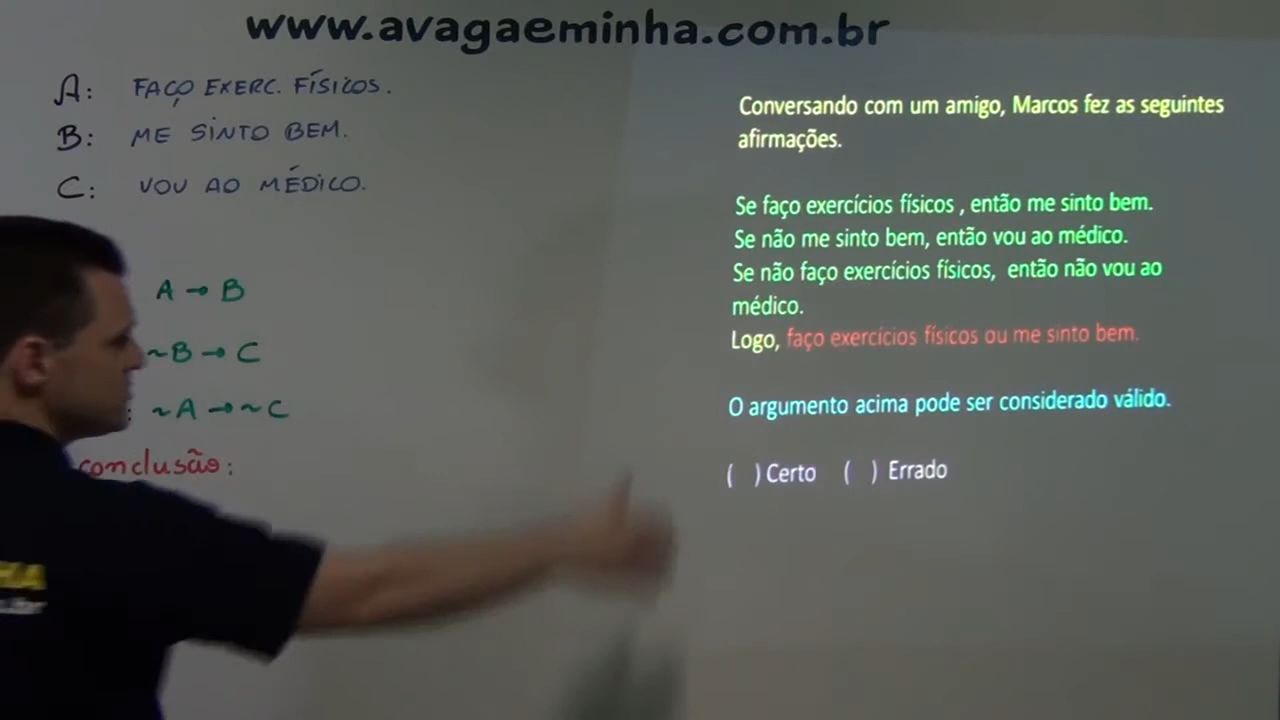 www.avagaeminha.com.br
A: FAÇO EXERC. FÍSICOS.
B: ME SINTO BEM.
C: VOU AO MÉDICO.
A → B
~B → C
: ~A → ~C
conclusão:
Conversando com um amigo, Marcos fez as seguintes
afirmações.
Se faço exercícios físicos , então me sinto bem.
Se não me sinto bem, então vou ao médico.
Se não faço exercícios físicos, então não vou ao
médico.
Logo, faço exercícios físicos ou me sinto bem.
O argumento acima pode ser considerado válido.
( ) Certo ( ) Errado